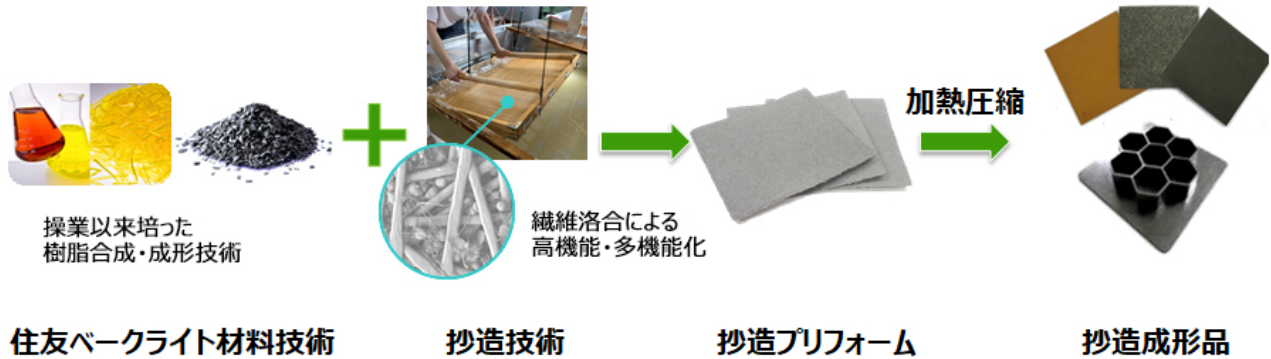 加熱圧縮
操業以来培った
樹脂合成・成形技術
繊維洛合による
高機能・多機能化
住友ベークライト材料技術
抄造技術
抄造プリフォーム
抄造成形品